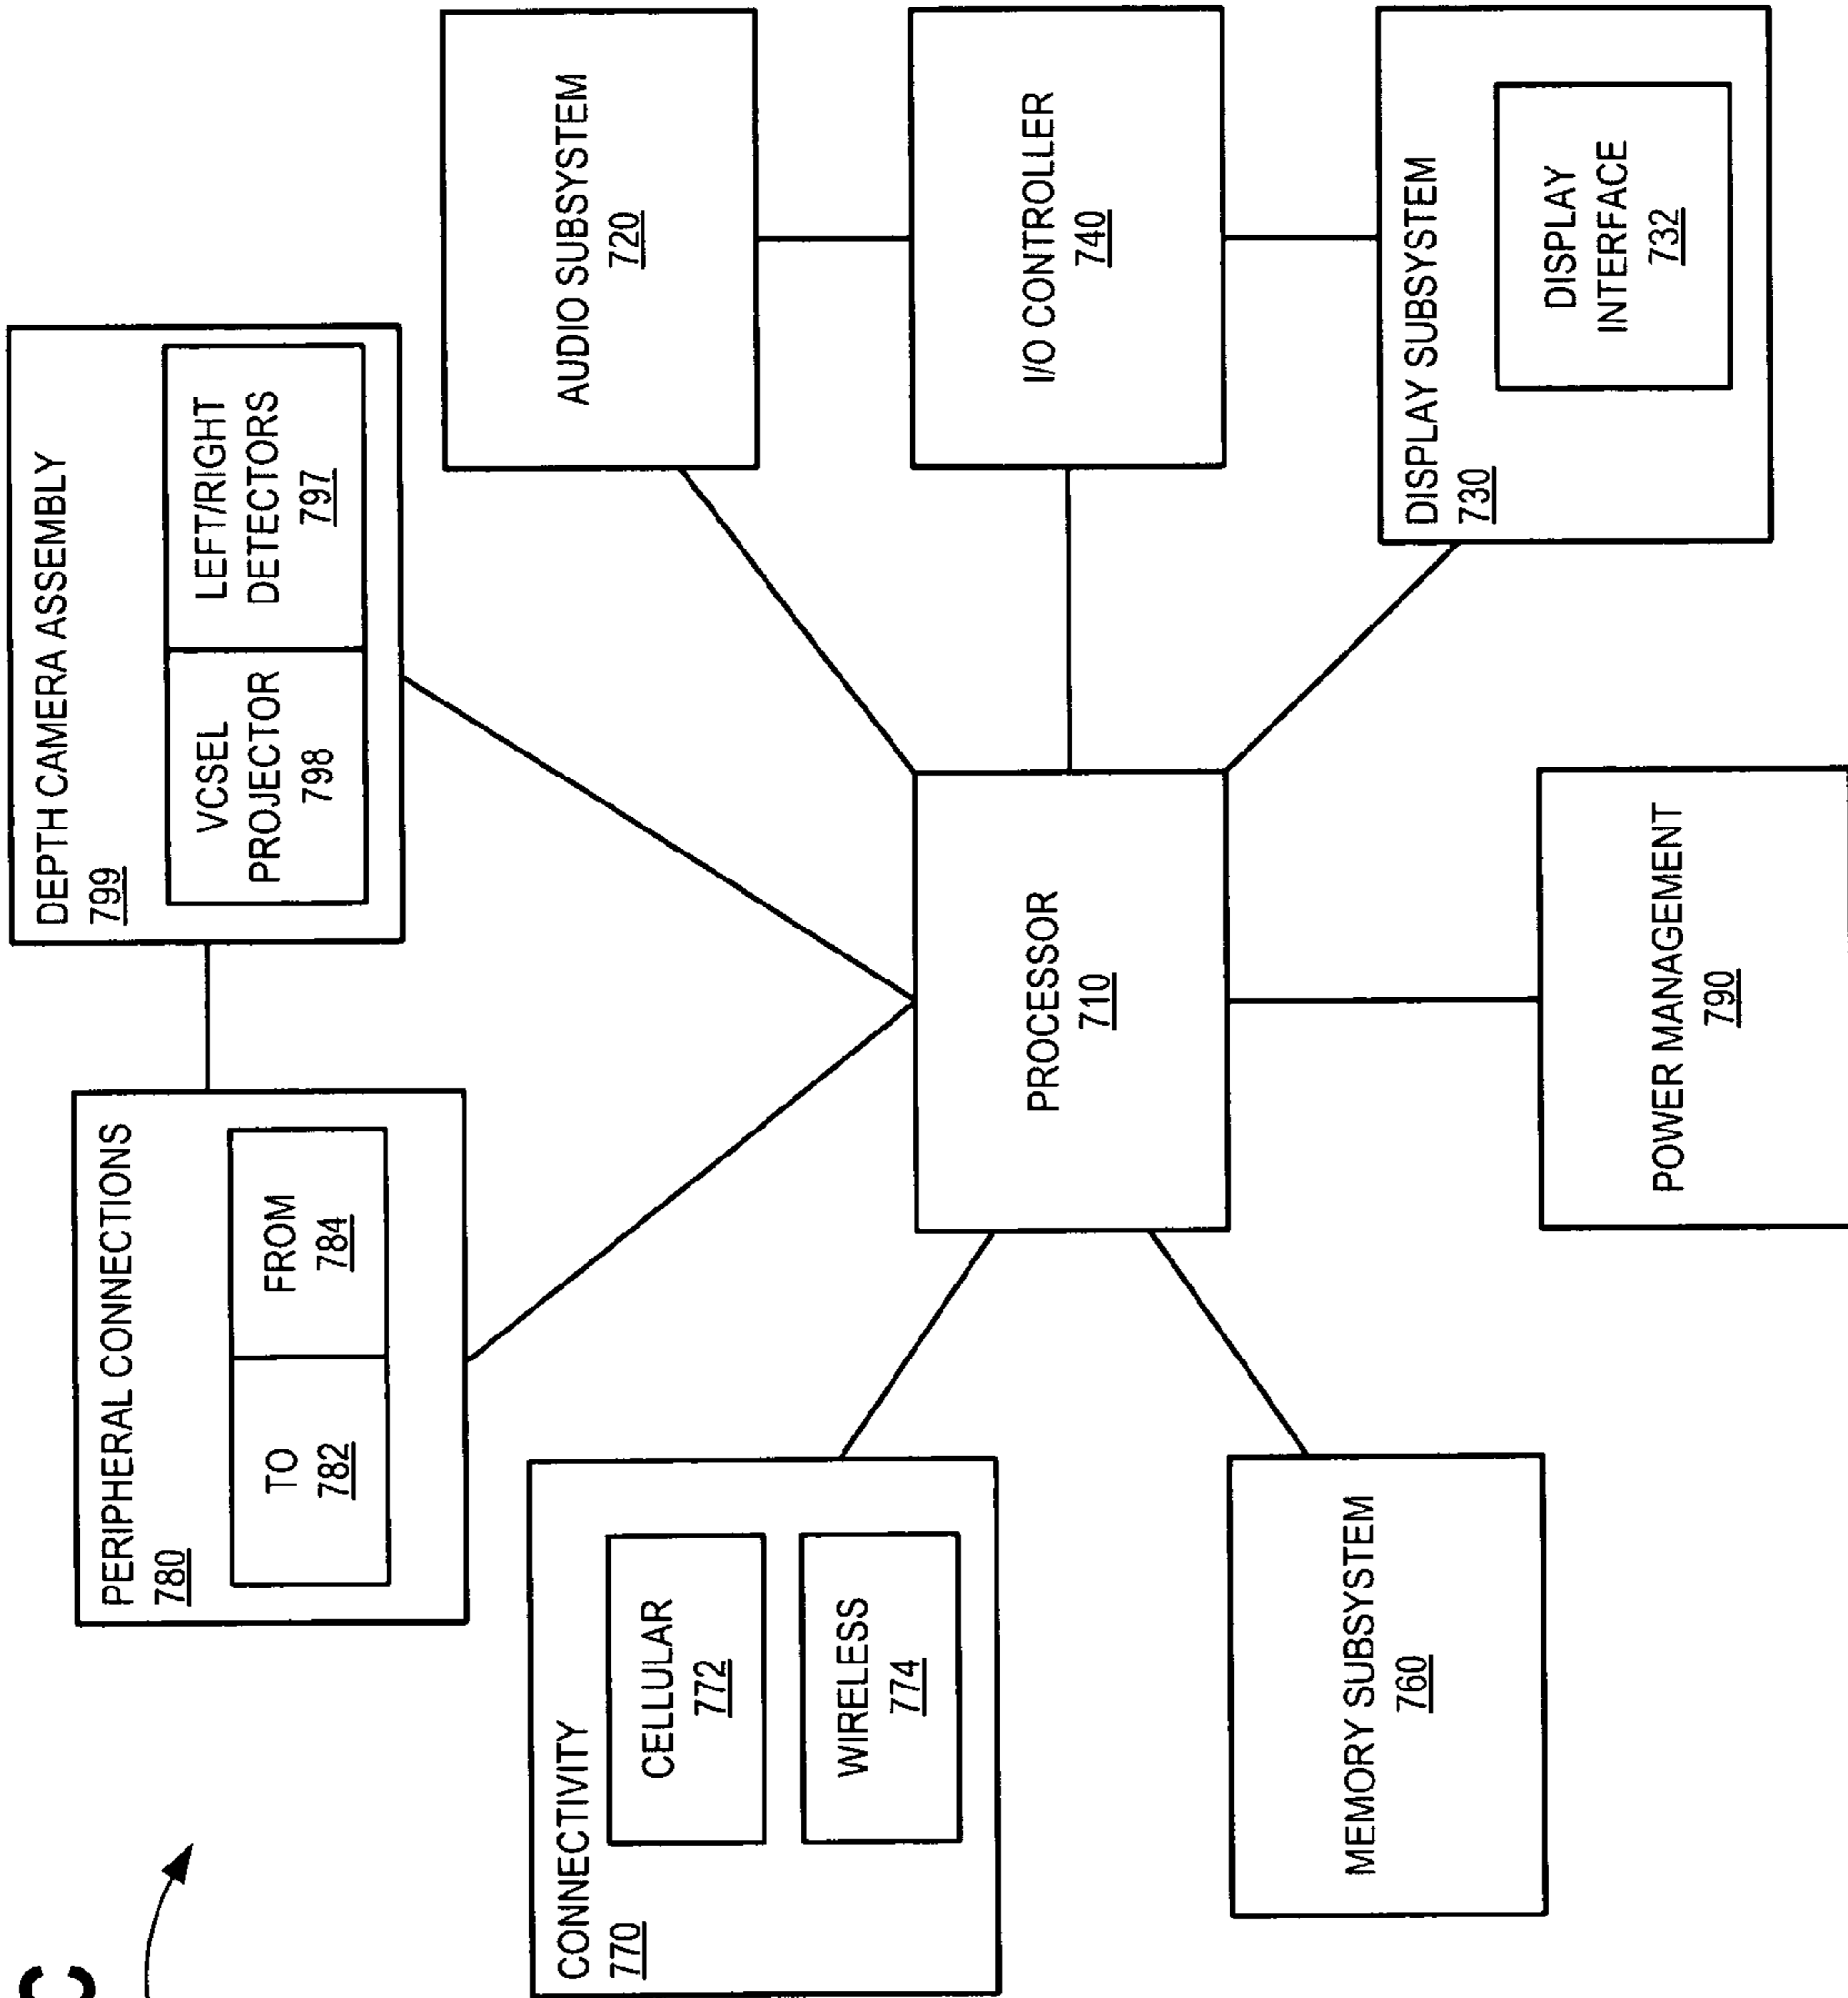 C
PERIPHERAL CONNECTIONS
780
TO
782
FROM
784
DEPTH CAMERA ASSEMBLY
799
VCSEL
PROJECTOR
798
LEFT/RIGHT
DETECTORS
797
CONNECTIVITY
770
CELLULAR
772
WIRELESS
774
AUDIO SUBSYSTEM
720
PROCESSOR
710
I/O CONTROLLER
740
MEMORY SUBSYSTEM
760
POWER MANAGEMENT
790
DISPLAY SUBSYSTEM
730
DISPLAY
INTERFACE
732